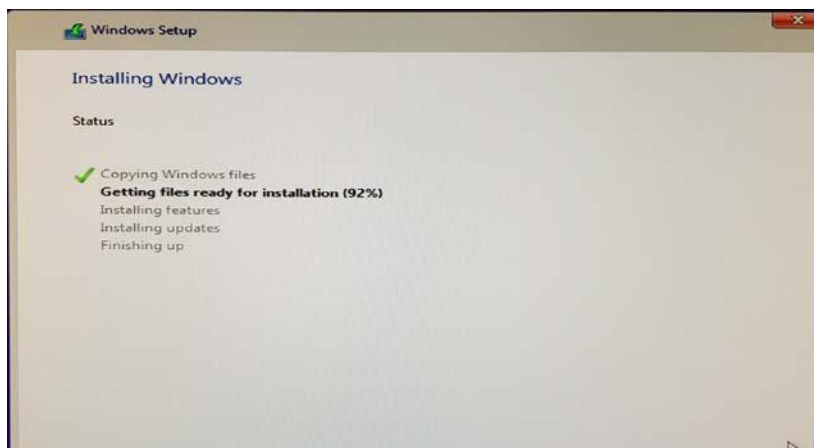 Windows Setup
Installing Windows
Status
Copying Windows files
Getting files ready for installation (92%)
Installing features
Installing updates
Finishing up